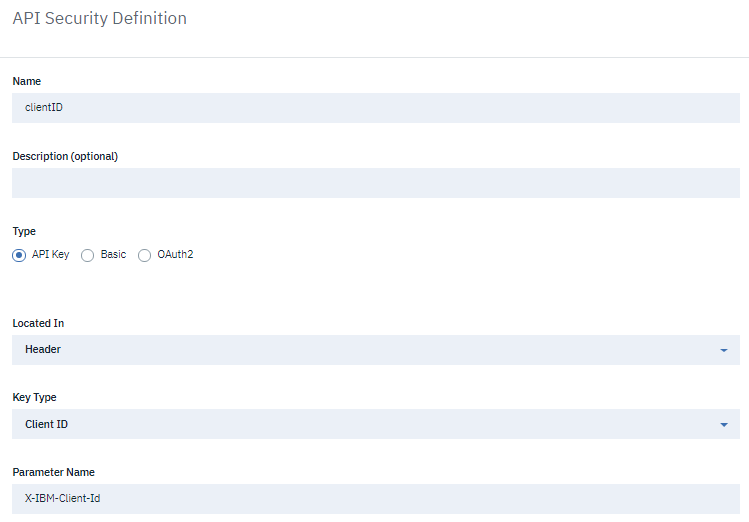 API Security Definition
Name
clientID
Description (optional)
Type
API Key Basic OAuth2
Located In
Header
Key Type
Client ID
Parameter Name
X-IBM-Client-Id